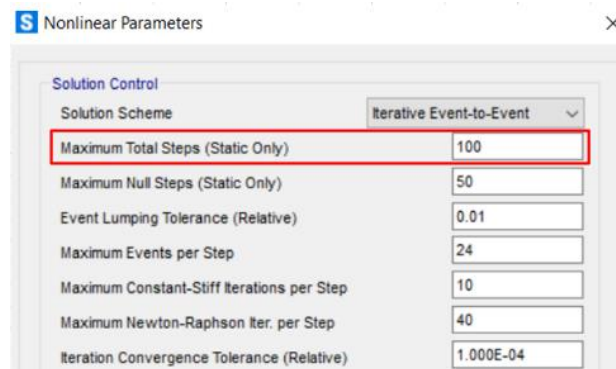 S Nonlinear Parameters
Solution Control
Solution Scheme Iterative Event-to-Event
Maximum Total Steps (Static Only) 100
Maximum Null Steps (Static Only) 50
Event Lumping Tolerance (Relative) 0.01
Maximum Events per Step 24
Maximum Constant-Stiff Iterations per Step 10
Maximum Newton-Raphson Iter. per Step 40
Iteration Convergence Tolerance (Relative) 1.000E-04